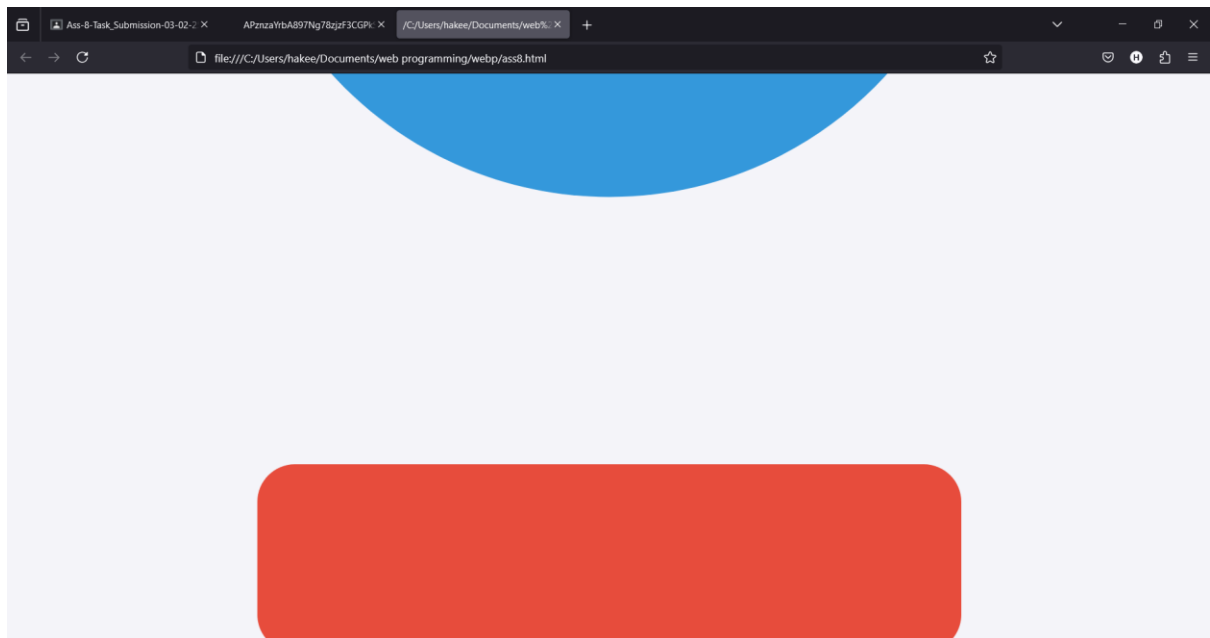 Ass-8-Task_Submission-03-02-2
APznzaYrbA897Ng78zjzF3CGPk
/C:/Users/hakee/Documents/web%2
file:///C:/Users/hakee/Documents/web programming/webp/ass8.html
H